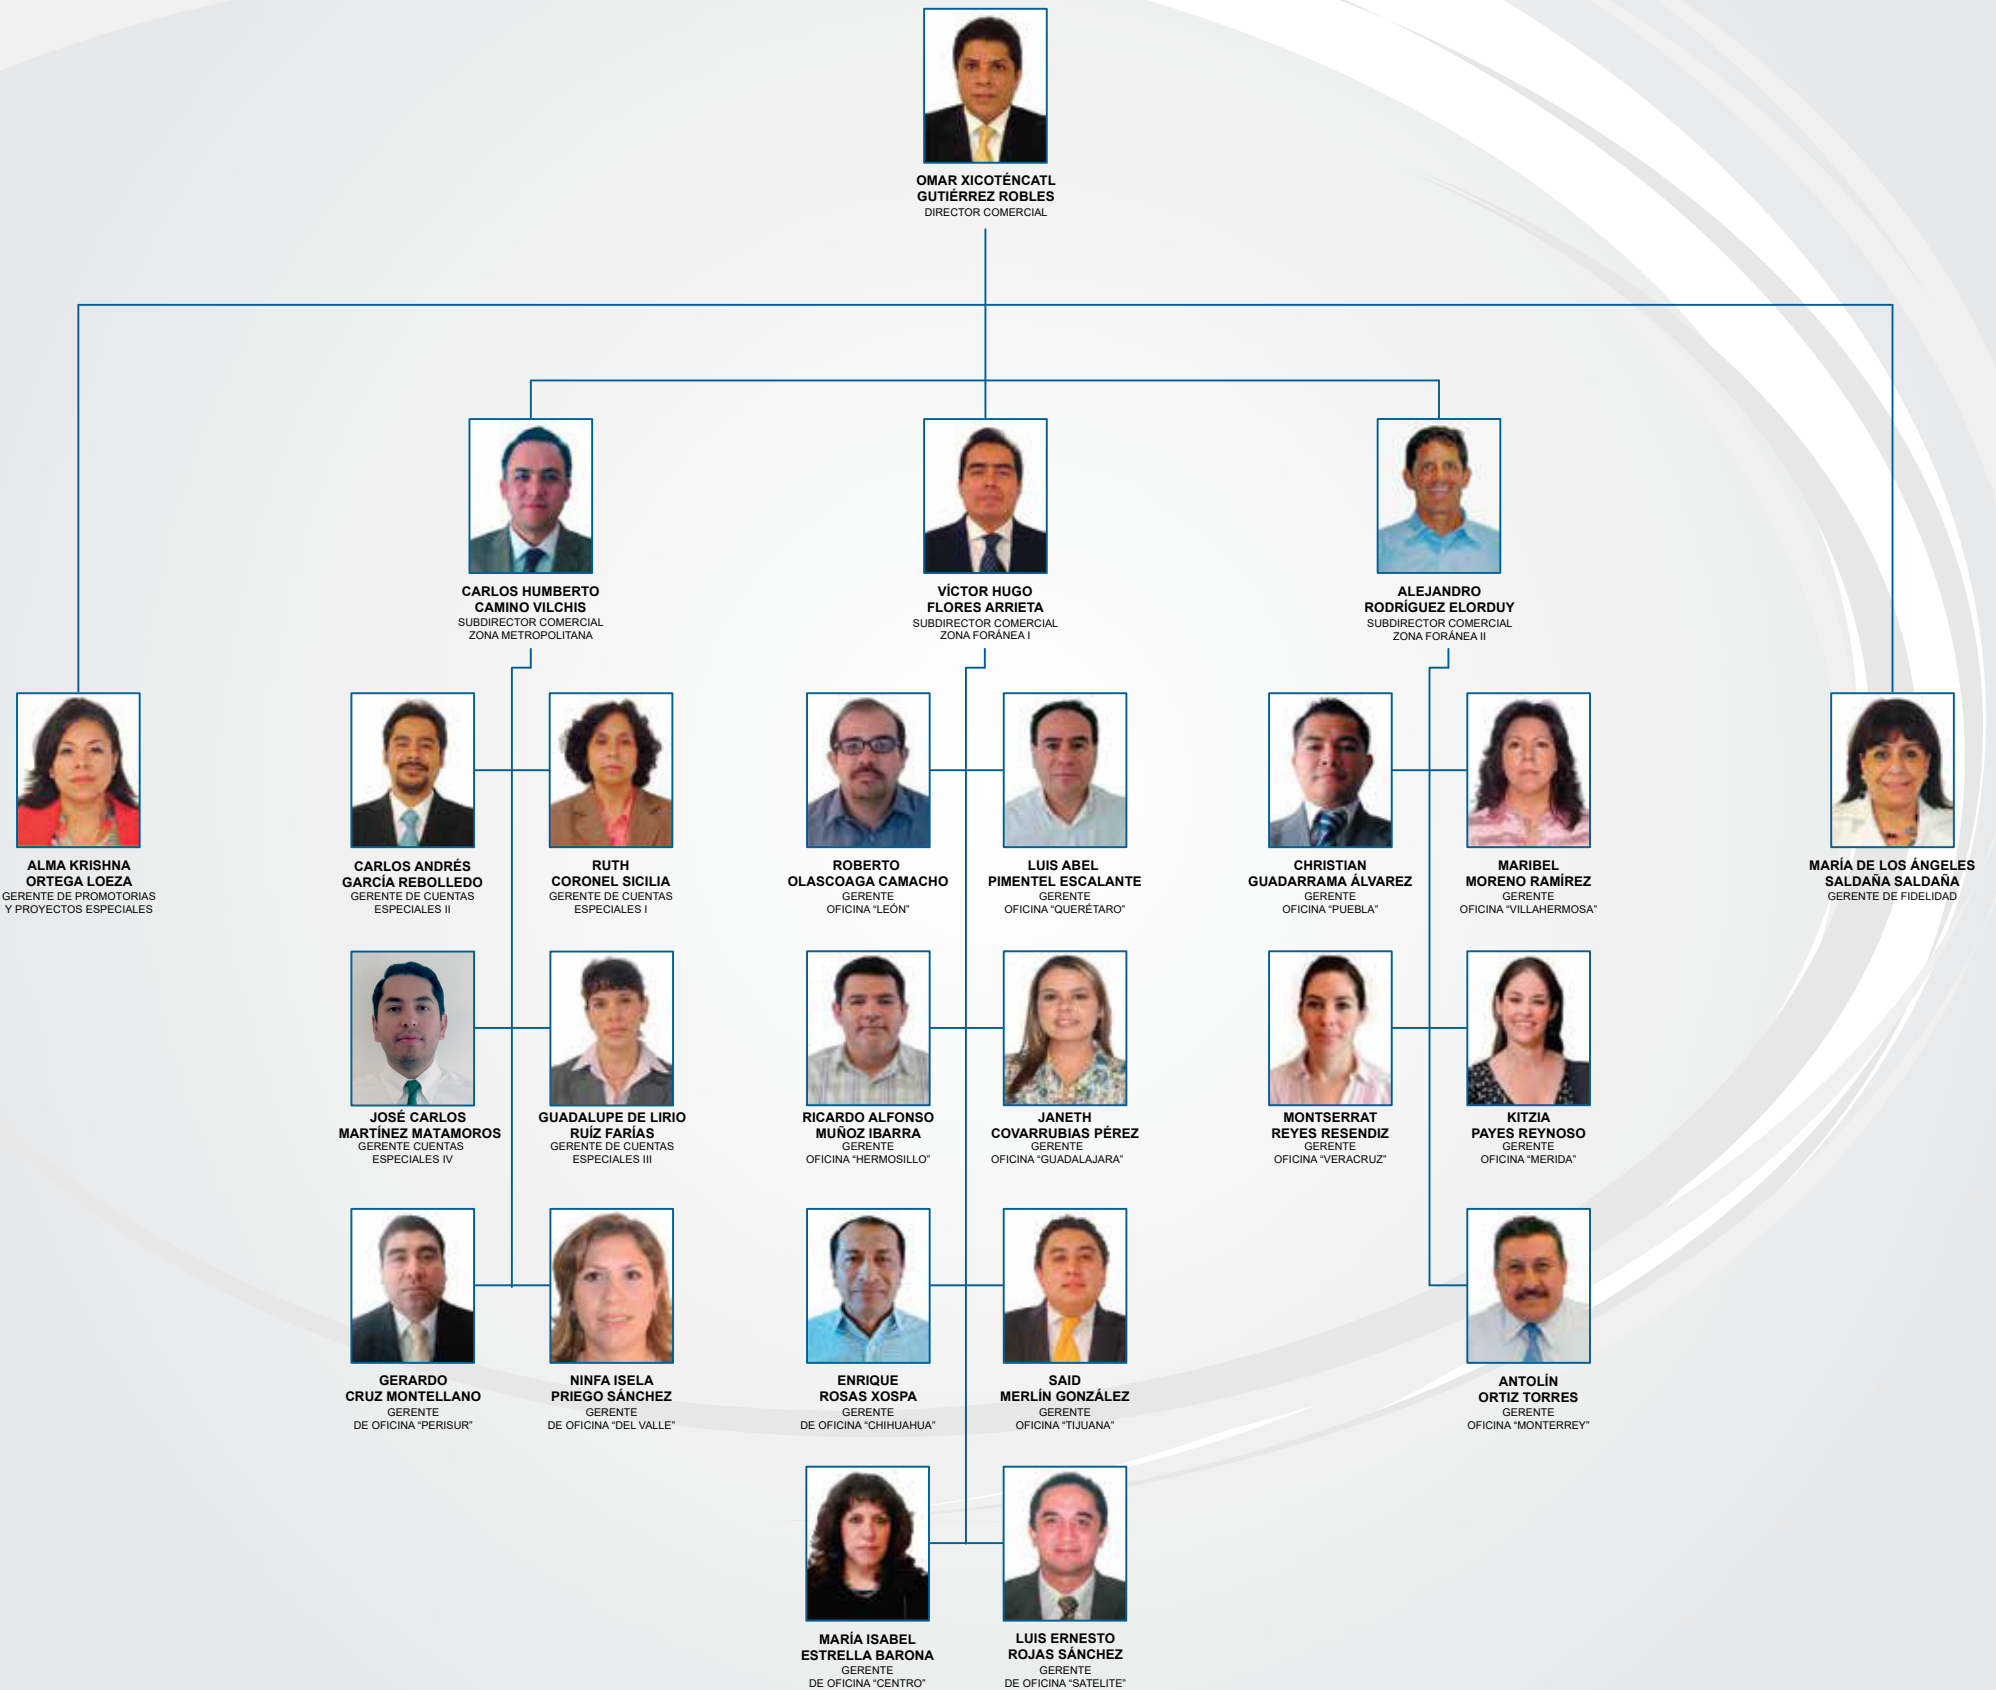 OMAR XICOTÉNCATL
GUTIÉRREZ ROBLES
DIRECTOR COMERCIAL
CARLOS HUMBERTO
CAMINO VILCHIS
SUBDIRECTOR COMERCIAL
ZONA METROPOLITANA
VÍCTOR HUGO
FLORES ARRIETA
SUBDIRECTOR COMERCIAL
ZONA FORÁNEA I
ALEJANDRO
RODRÍGUEZ ELORDUY
SUBDIRECTOR COMERCIAL
ZONA FORÁNEA II
ALMA KRISHNA
ORTEGA LOEZA
GERENTE DE PROMOTORIAS
Y PROYECTOS ESPECIALES
CARLOS ANDRÉS
GARCÍA REBOLLEDO
GERENTE DE CUENTAS
ESPECIALES II
RUTH
CORONEL SICILIA
GERENTE DE CUENTAS
ESPECIALES I
ROBERTO
OLASCOAGA CAMACHO
GERENTE
OFICINA “LEÓN”
LUIS ABEL
PIMENTEL ESCALANTE
GERENTE
OFICINA “QUERÉTARO”
CHRISTIAN
GUADARRAMA ÁLVAREZ
GERENTE
OFICINA “PUEBLA”
MARIBEL
MORENO RAMÍREZ
GERENTE
OFICINA “VILLAHERMOSA”
MARÍA DE LOS ÁNGELES
SALDAÑA SALDAÑA
GERENTE DE FIDELIDAD
JOSÉ CARLOS
MARTÍNEZ MATAMOROS
GERENTE CUENTAS
ESPECIALES IV
GUADALUPE DE LIRIO
RUÍZ FARÍAS
GERENTE DE CUENTAS
ESPECIALES III
RICARDO ALFONSO
MUÑOZ IBARRA
GERENTE
OFICINA “HERMOSILLO”
JANETH
COVARRUBIAS PÉREZ
GERENTE
OFICINA “GUADALAJARA”
MONTSERRAT
REYES RESENDIZ
GERENTE
OFICINA “VERACRUZ”
KITZIA
PAYES REYNOSO
GERENTE
OFICINA “MERIDA”
GERARDO
CRUZ MONTELLANO
GERENTE
DE OFICINA “PERISUR”
NINFA ISELA
PRIEGO SÁNCHEZ
GERENTE
DE OFICINA “DEL VALLE”
ENRIQUE
ROSAS XOSPA
GERENTE
DE OFICINA “CHIHUAHUA”
SAID
MERLÍN GONZÁLEZ
GERENTE
OFICINA “TIJUANA”
ANTOLÍN
ORTIZ TORRES
GERENTE
OFICINA “MONTERREY”
MARÍA ISABEL
ESTRELLA BARONA
GERENTE
DE OFICINA “CENTRO”
LUIS ERNESTO
ROJAS SÁNCHEZ
GERENTE
DE OFICINA “SATELITE”